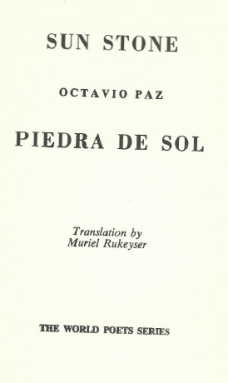 SUN STONE
OCTAVIO PAZ
PIEDRA DE SOL
Translation by
Muriel Rukeyser
THE WORLD POETS SERIES